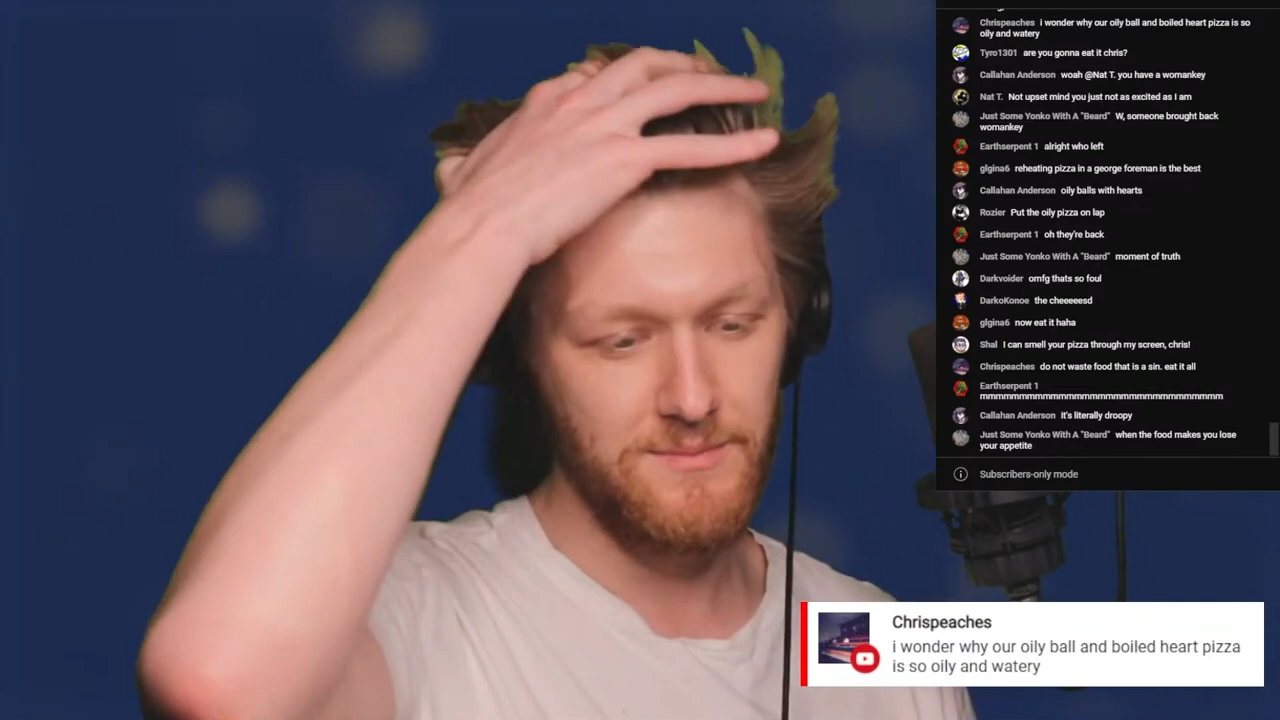 Chrispeaches i wonder why our oily ball and boiled heart pizza is so
oily and watery
Tyro1301 are you gonna eat it chris?
Callahan Anderson woah @Nat T. you have a womankey
Nat T. Not upset mind you just not as excited as I am
Just Some Yonko With A "Beard" W, someone brought back
womankey
Earthserpent 1 alright who left
glgina6 reheating pizza in a george foreman is the best
Callahan Anderson oily balls with hearts
Rozier Put the oily pizza on lap
Earthserpent 1 oh they're back
Just Some Yonko With A "Beard" moment of truth
Darkvoider omfg thats so foul
DarkoKonoe the cheeeeesd
glgina6 now eat it haha
Shal I can smell your pizza through my screen, chris!
Chrispeaches do not waste food that is a sin. eat it all
Earthserpent 1
mmmmmmmmmmmmmmmmmmmmmmmmmmmmmm
Callahan Anderson it's literally droopy
Just Some Yonko With A "Beard" when the food makes you lose
your appetite
Subscribers-only mode
Chrispeaches
i wonder why our oily ball and boiled heart pizza
is so oily and watery